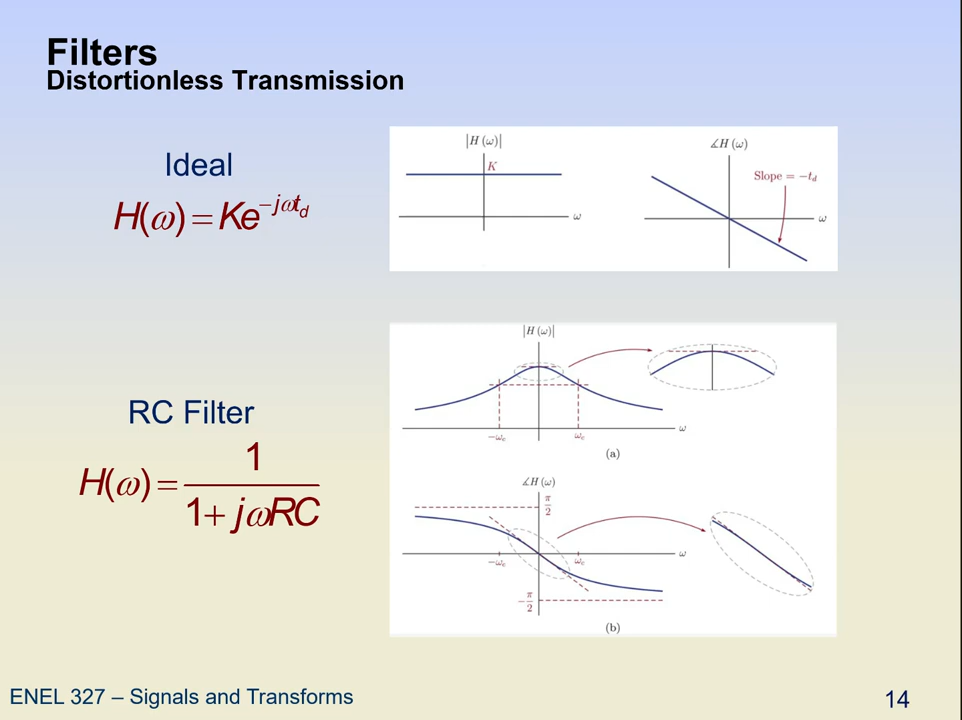 Filters
Distortionless Transmission
Ideal
H(ω) = Ke^{−jωt_d}
|H(ω)|
K
ω
∡H(ω)
Slope = −t_d
ω
RC Filter
H(ω) = 1 / (1 + jωRC)
|H(ω)|
−ω_c
ω_c
ω
(a)
∡H(ω)
π/2
−ω_c
ω_c
ω
−π/2
(b)
ENEL 327 – Signals and Transforms
14